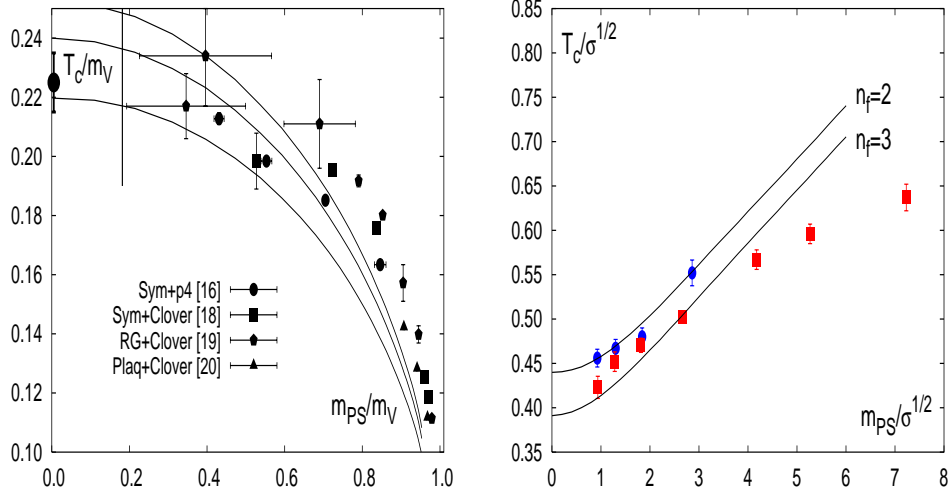 0.24
0.22
0.20
0.18
0.16
0.14
0.12
0.10
T_c/m_V
Sym+p4 [16]
Sym+Clover [18]
RG+Clover [19]
Plaq+Clover [20]
m_PS/m_V
0.0 0.2 0.4 0.6 0.8 1.0
0.85
0.80
0.75
0.70
0.65
0.60
0.55
0.50
0.45
0.40
0.35
T_c/σ^1/2
n_f=2
n_f=3
m_PS/σ^1/2
0 1 2 3 4 5 6 7 8